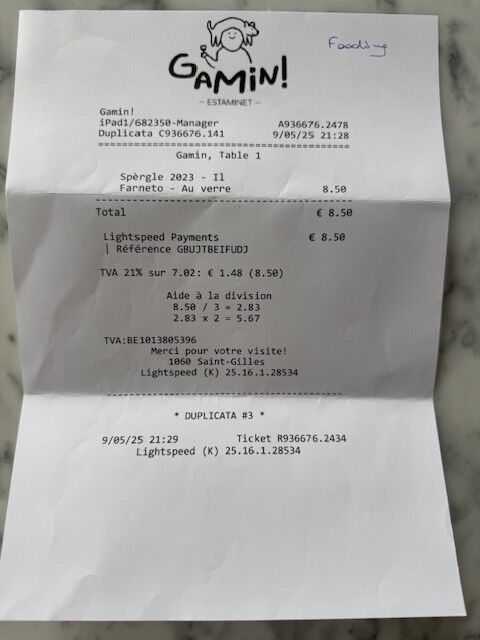 GAMiN!
— ESTAMINET —
Gamin!
iPad1/682350-Manager A936676.2478
Duplicata C936676.141 9/05/25 21:28
Gamin, Table 1
Spèrgle 2023 - Il
Farneto - Au verre 8.50
Total € 8.50
Lightspeed Payments € 8.50
| Référence GBUJTBEIFUDJ
TVA 21% sur 7.02: € 1.48 (8.50)
Aide à la division
8.50 / 3 = 2.83
2.83 x 2 = 5.67
TVA:BE1013805396
Merci pour votre visite!
1060 Saint-Gilles
Lightspeed (K) 25.16.1.28534
* DUPLICATA #3 *
9/05/25 21:29 Ticket R936676.2434
Lightspeed (K) 25.16.1.28534